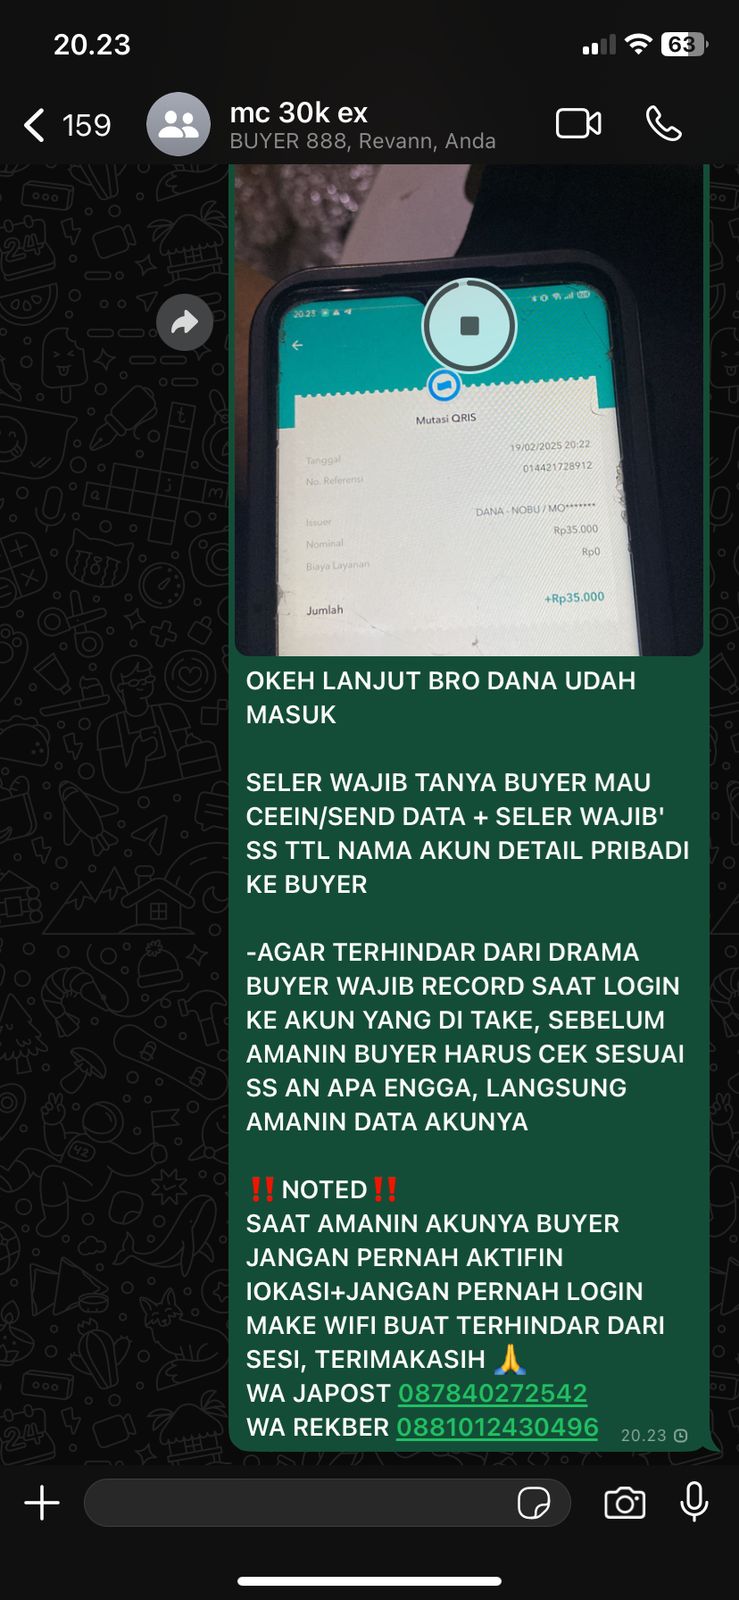 20.23
63
159
mc 30k ex
BUYER 888, Revann, Anda
20.23
Mutasi QRIS
Tanggal
19/02/2025 20:22
No. Referensi
014421728912
Issuer
DANA - NOBU / MO*******
Nominal
Rp35.000
Biaya Layanan
Rp0
Jumlah
+Rp35.000
OKEH LANJUT BRO DANA UDAH
MASUK
SELER WAJIB TANYA BUYER MAU
CEEIN/SEND DATA + SELER WAJIB'
SS TTL NAMA AKUN DETAIL PRIBADI
KE BUYER
-AGAR TERHINDAR DARI DRAMA
BUYER WAJIB RECORD SAAT LOGIN
KE AKUN YANG DI TAKE, SEBELUM
AMANIN BUYER HARUS CEK SESUAI
SS AN APA ENGGA, LANGSUNG
AMANIN DATA AKUNYA
‼️NOTED‼️
SAAT AMANIN AKUNYA BUYER
JANGAN PERNAH AKTIFIN
lOKASI+JANGAN PERNAH LOGIN
MAKE WIFI BUAT TERHINDAR DARI
SESI, TERIMAKASIH 🙏
WA JAPOST 087840272542
WA REKBER 0881012430496
20.23